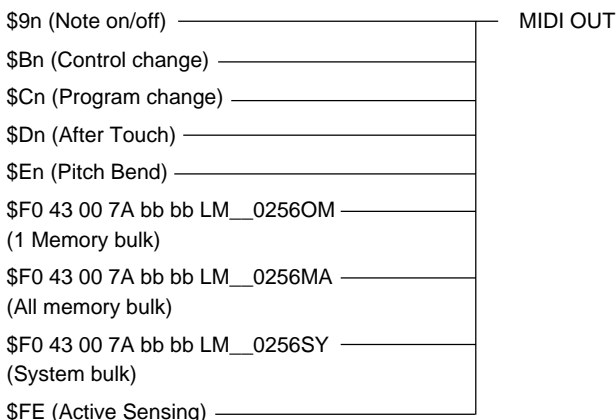 $9n (Note on/off) MIDI OUT
$Bn (Control change)
$Cn (Program change)
$Dn (After Touch)
$En (Pitch Bend)
$F0 43 00 7A bb bb LM__0256OM
(1 Memory bulk)
$F0 43 00 7A bb bb LM__0256MA
(All memory bulk)
$F0 43 00 7A bb bb LM__0256SY
(System bulk)
$FE (Active Sensing)